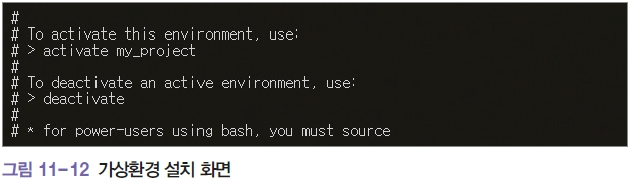 #
# To activate this environment, use:
# > activate my_project
#
# To deactivate an active environment, use:
# > deactivate
#
# * for power-users using bash, you must source
그림 11-12 가상환경 설치 화면